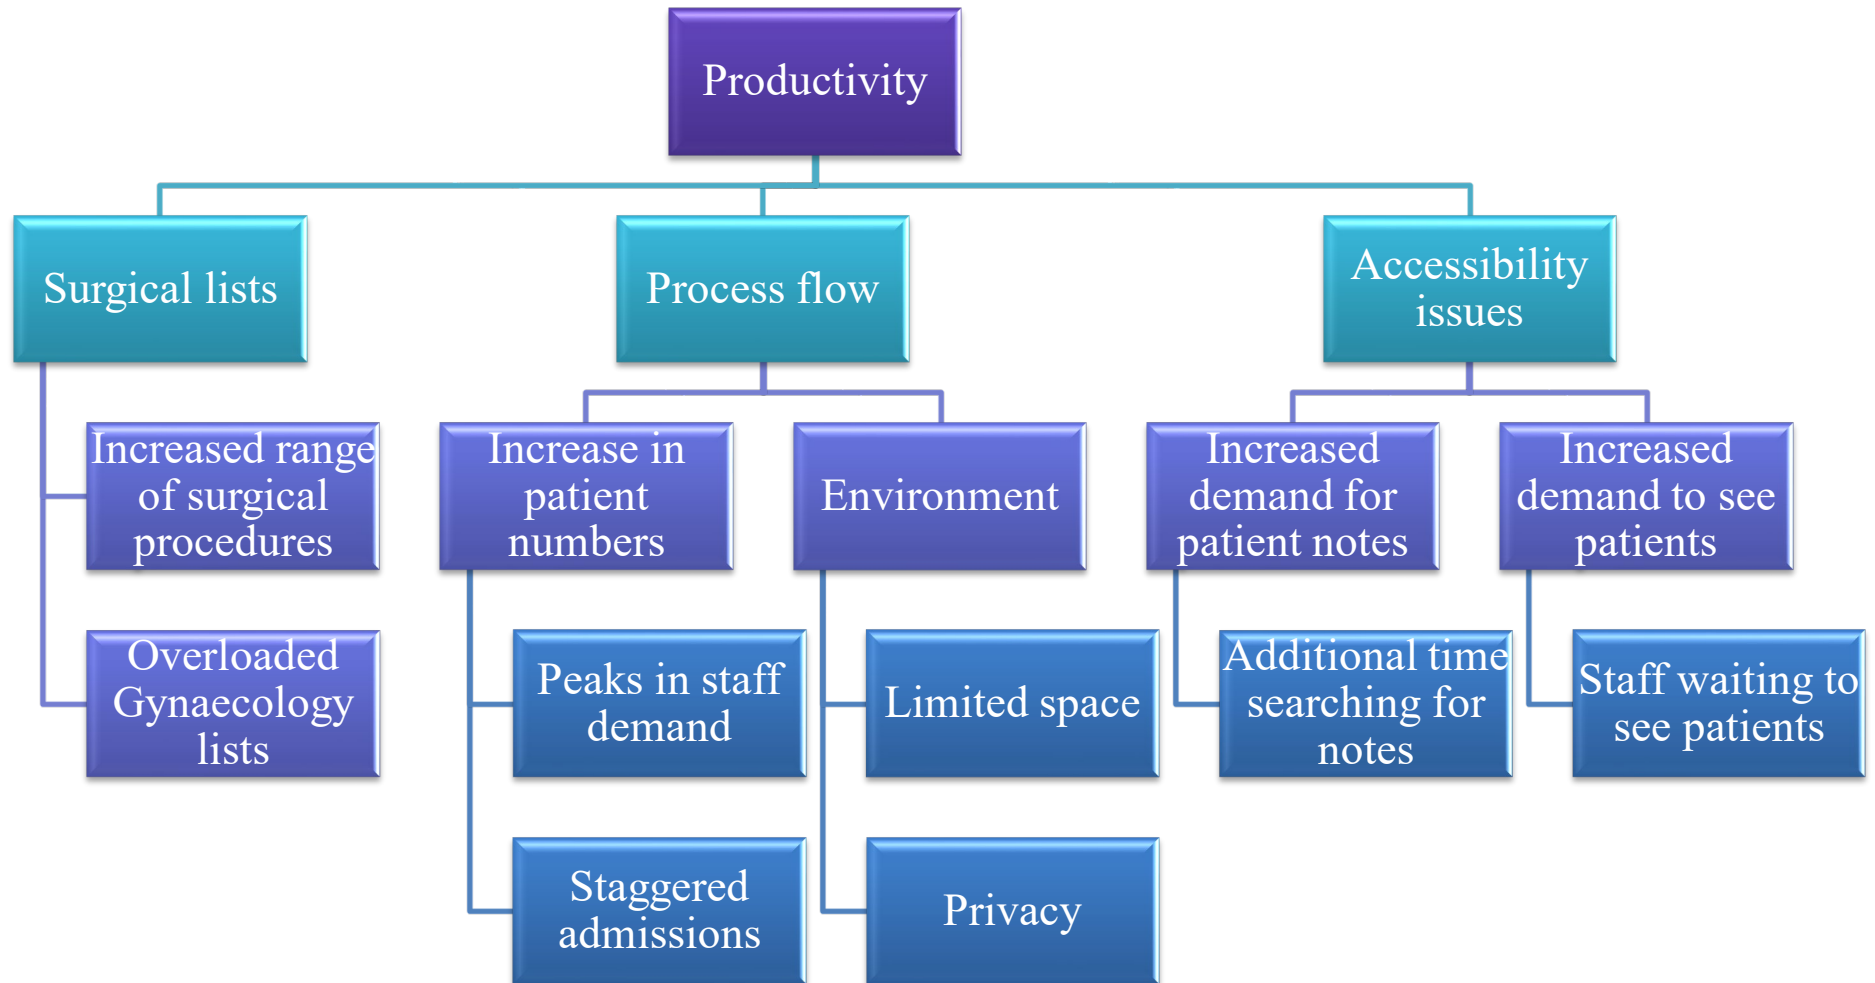 Productivity
Surgical lists
Process flow
Accessibility
issues
Increased range
of surgical
procedures
Increase in
patient
numbers
Environment
Increased
demand for
patient notes
Increased
demand to see
patients
Overloaded
Gynaecology
lists
Peaks in staff
demand
Limited space
Additional time
searching for
notes
Staff waiting to
see patients
Staggered
admissions
Privacy